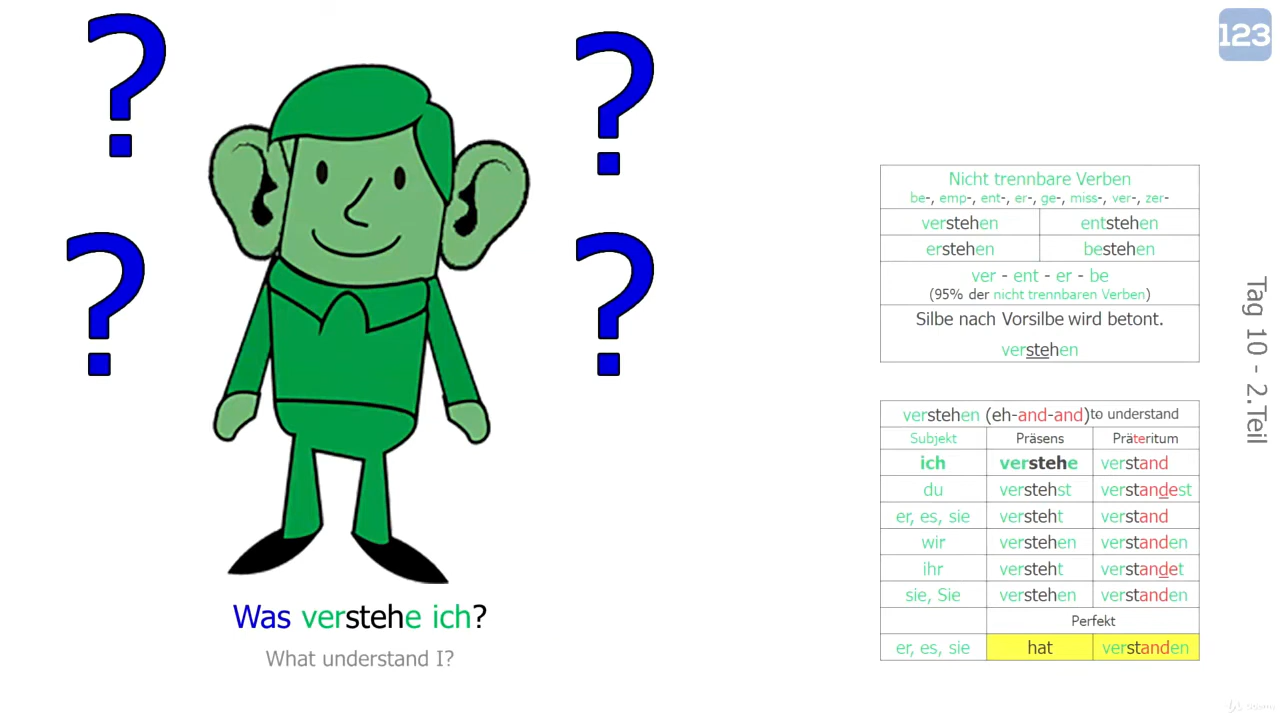 ?
?
?
?
Was verstehe ich?
What understand I?
123
Nicht trennbare Verben
be-, emp-, ent-, er-, ge-, miss-, ver-, zer-
verstehen entstehen
erstehen bestehen
ver - ent - er - be
(95% der nicht trennbaren Verben)
Silbe nach Vorsilbe wird betont.
verstehen
verstehen (eh-and-and) to understand
Subjekt Präsens Präteritum
ich verstehe verstand
du verstehst verstandest
er, es, sie versteht verstand
wir verstehen verstanden
ihr versteht verstandet
sie, Sie verstehen verstanden
Perfekt
er, es, sie hat verstanden
Tag 10 - 2.Teil